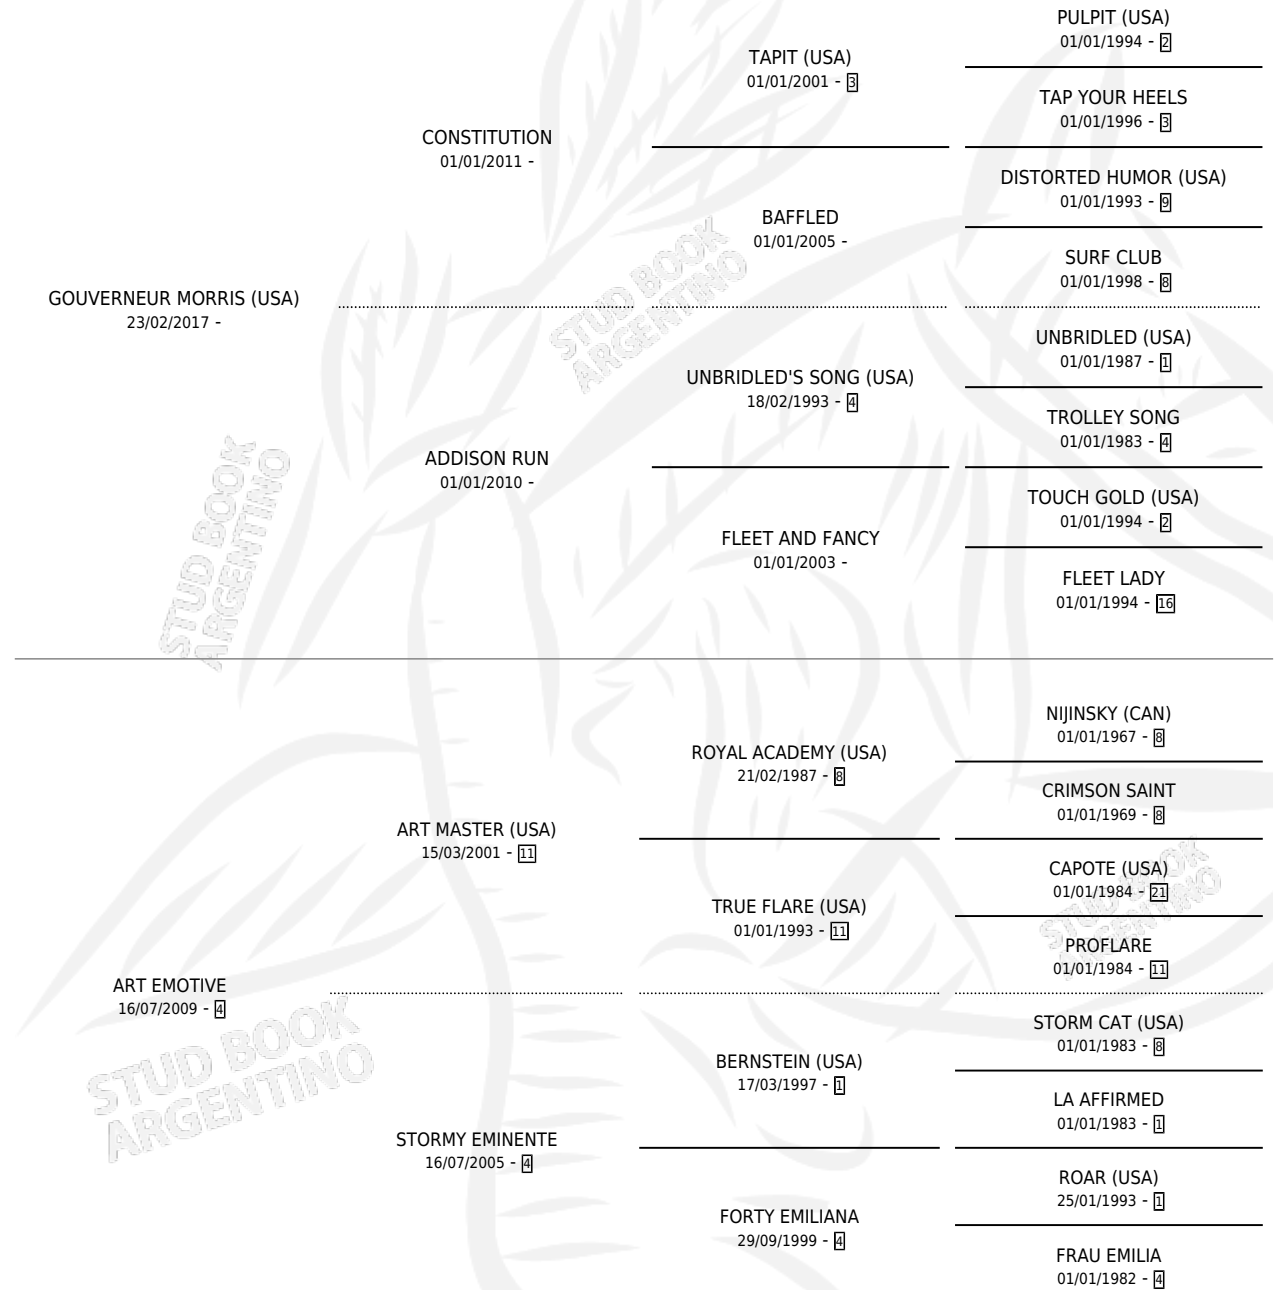 PULPIT (USA)
01/01/1994 - 2
TAPIT (USA)
01/01/2001 - 3
TAP YOUR HEELS
01/01/1996 - 3
CONSTITUTION
01/01/2011 -
DISTORTED HUMOR (USA)
01/01/1993 - 9
BAFFLED
01/01/2005 -
SURF CLUB
01/01/1998 - 8
GOUVERNEUR MORRIS (USA)
23/02/2017 -
UNBRIDLED (USA)
01/01/1987 - 1
UNBRIDLED'S SONG (USA)
18/02/1993 - 4
TROLLEY SONG
01/01/1983 - 4
ADDISON RUN
01/01/2010 -
TOUCH GOLD (USA)
01/01/1994 - 2
FLEET AND FANCY
01/01/2003 -
FLEET LADY
01/01/1994 - 16
NIJINSKY (CAN)
01/01/1967 - 8
ROYAL ACADEMY (USA)
21/02/1987 - 8
CRIMSON SAINT
01/01/1969 - 8
ART MASTER (USA)
15/03/2001 - 11
CAPOTE (USA)
01/01/1984 - 21
TRUE FLARE (USA)
01/01/1993 - 11
PROFLARE
01/01/1984 - 11
ART EMOTIVE
16/07/2009 - 4
STORM CAT (USA)
01/01/1983 - 8
BERNSTEIN (USA)
17/03/1997 - 1
LA AFFIRMED
01/01/1983 - 1
STORMY EMINENTE
16/07/2005 - 4
ROAR (USA)
25/01/1993 - 1
FORTY EMILIANA
29/09/1999 - 4
FRAU EMILIA
01/01/1982 - 4
STUD BOOK
ARGENTINO
STUD BOOK
ARGENTINO
STUD BOOK
ARGENTINO
STUD BOOK
ARGENTINO